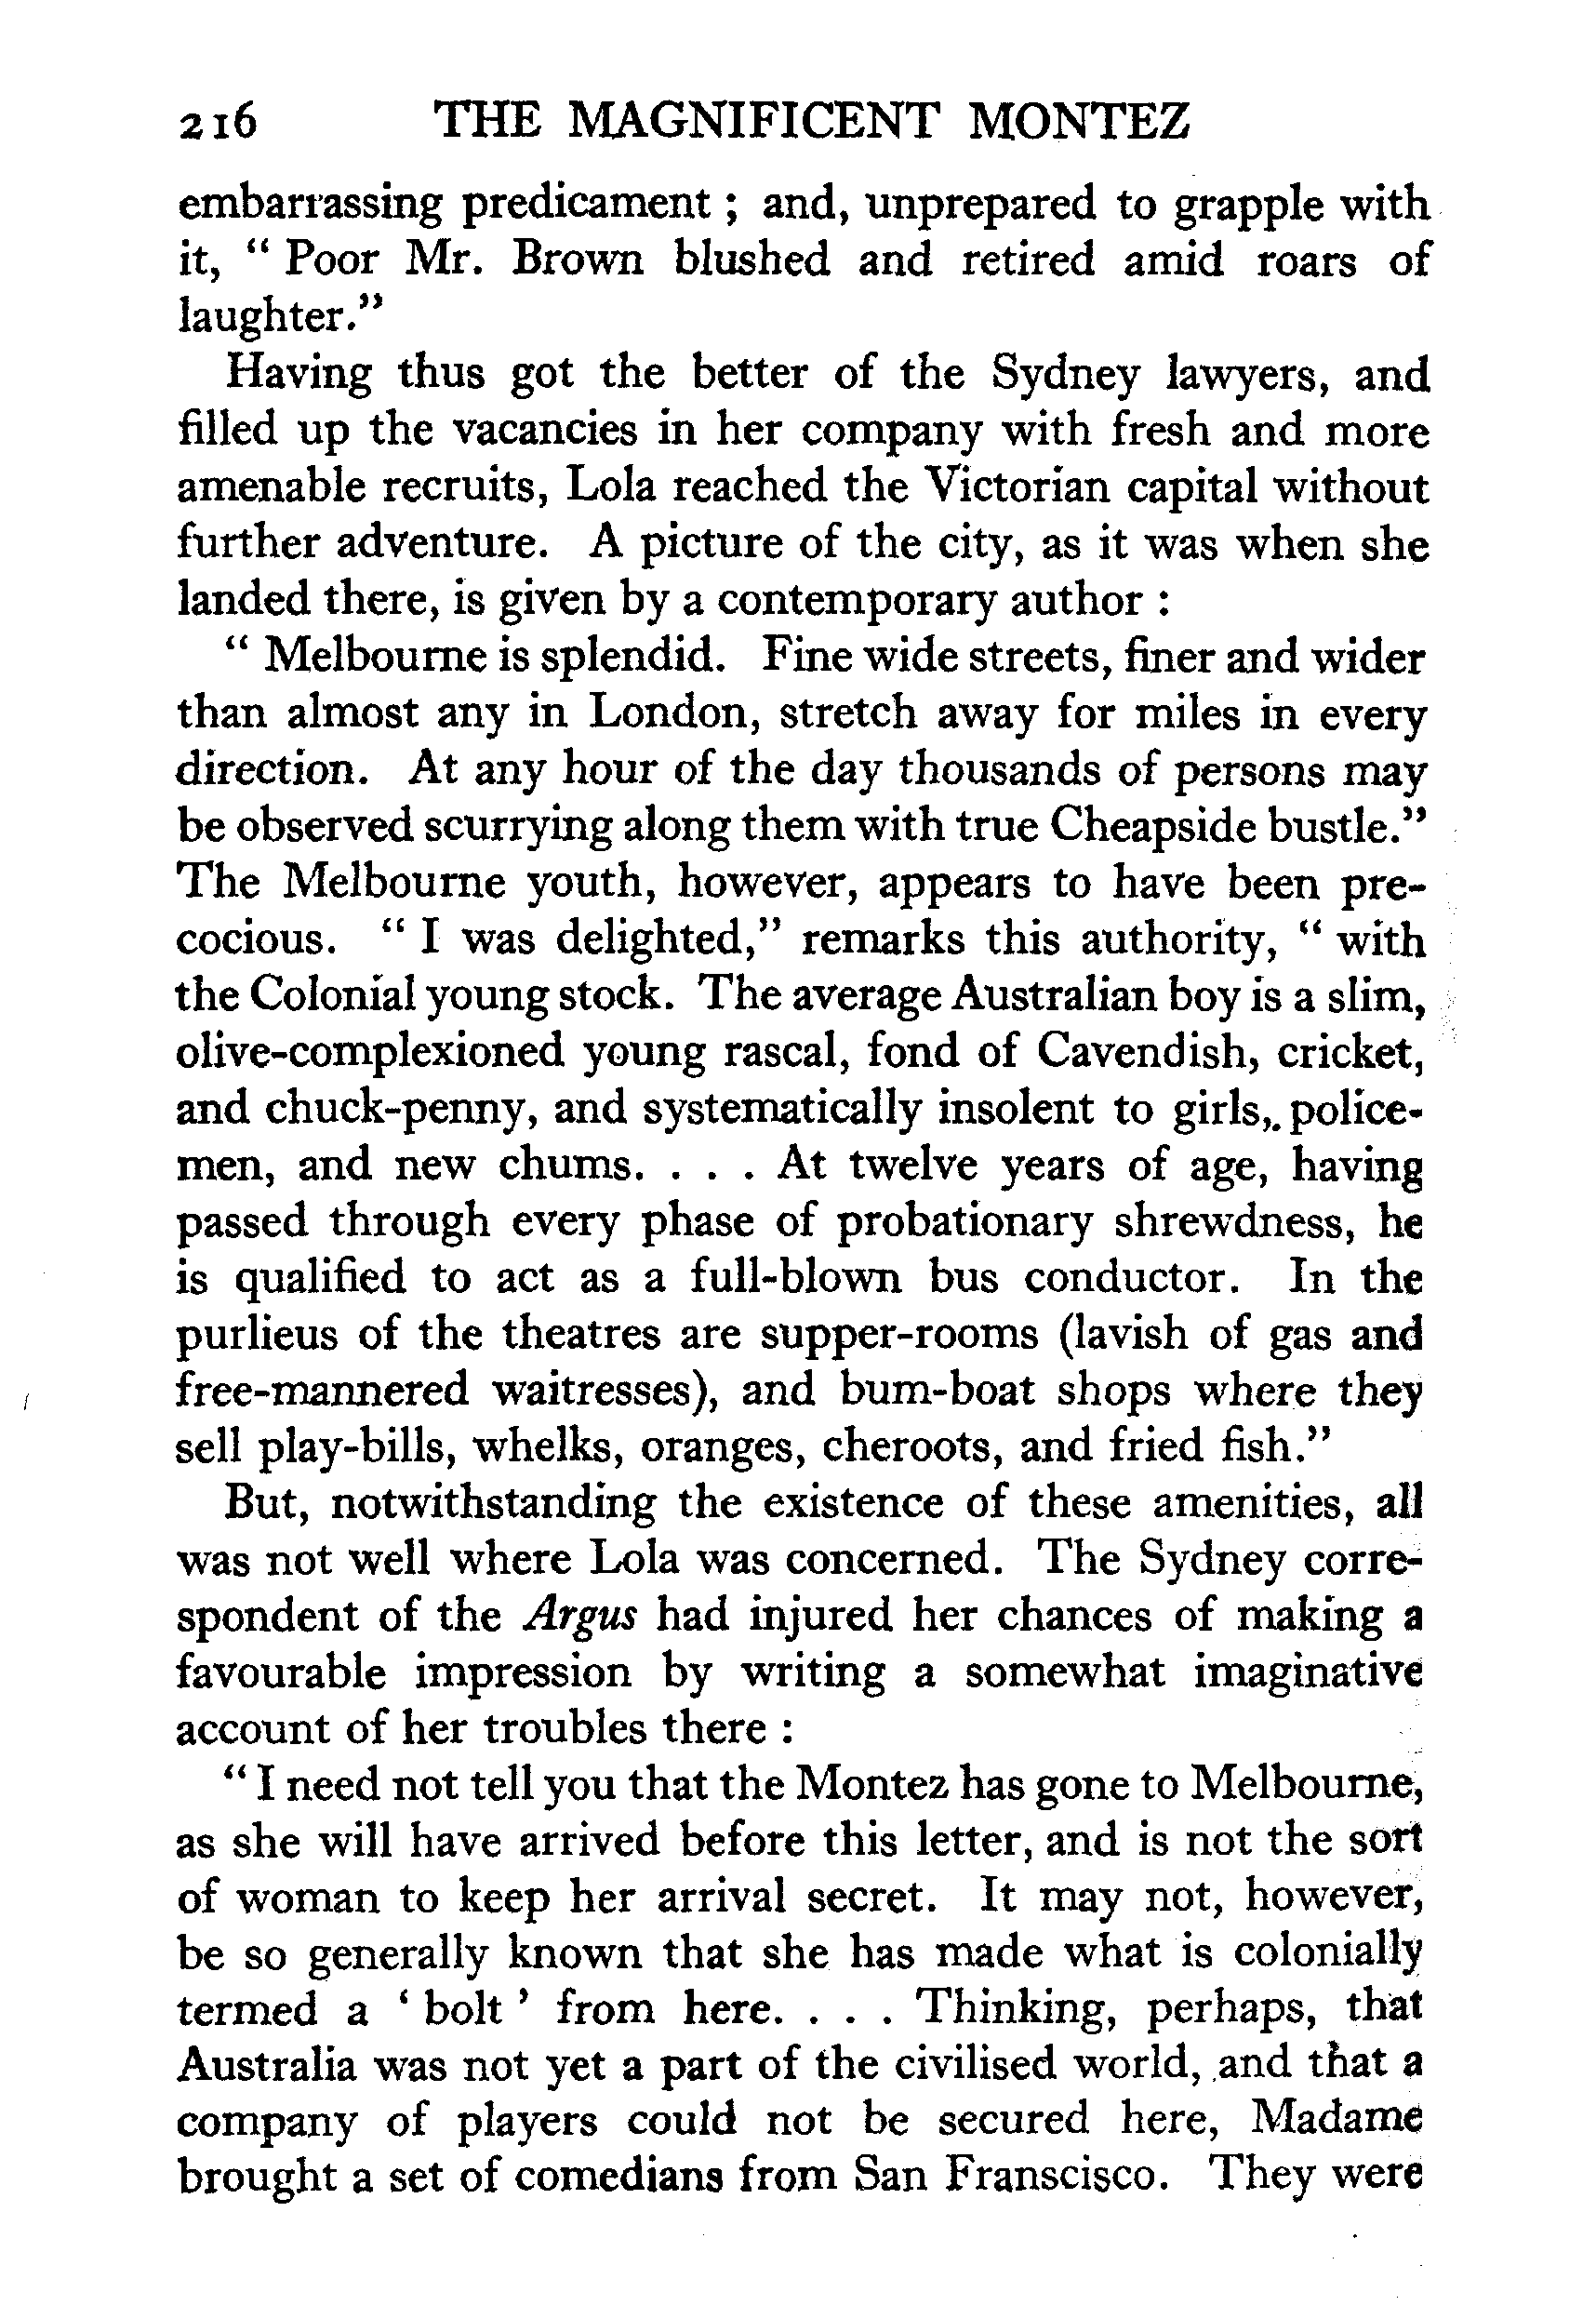 216 THE MAGNIFICENT MONTEZ
embarrassing predicament ; and, unprepared to grapple with
it, “ Poor Mr. Brown blushed and retired amid roars of
laughter.”
Having thus got the better of the Sydney lawyers, and
filled up the vacancies in her company with fresh and more
amenable recruits, Lola reached the Victorian capital without
further adventure. A picture of the city, as it was when she
landed there, is given by a contemporary author :
“ Melbourne is splendid. Fine wide streets, finer and wider
than almost any in London, stretch away for miles in every
direction. At any hour of the day thousands of persons may
be observed scurrying along them with true Cheapside bustle.”
The Melbourne youth, however, appears to have been pre-
cocious. “ I was delighted,” remarks this authority, “ with
the Colonial young stock. The average Australian boy is a slim,
olive-complexioned young rascal, fond of Cavendish, cricket,
and chuck-penny, and systematically insolent to girls, police-
men, and new chums. . . . At twelve years of age, having
passed through every phase of probationary shrewdness, he
is qualified to act as a full-blown bus conductor. In the
purlieus of the theatres are supper-rooms (lavish of gas and
free-mannered waitresses), and bum-boat shops where they
sell play-bills, whelks, oranges, cheroots, and fried fish.”
But, notwithstanding the existence of these amenities, all
was not well where Lola was concerned. The Sydney corre-
spondent of the Argus had injured her chances of making a
favourable impression by writing a somewhat imaginative
account of her troubles there :
“ I need not tell you that the Montez has gone to Melbourne,
as she will have arrived before this letter, and is not the sort
of woman to keep her arrival secret. It may not, however,
be so generally known that she has made what is colonially
termed a ‘ bolt ’ from here. . . . Thinking, perhaps, that
Australia was not yet a part of the civilised world, and that a
company of players could not be secured here, Madame
brought a set of comedians from San Franscisco. They were